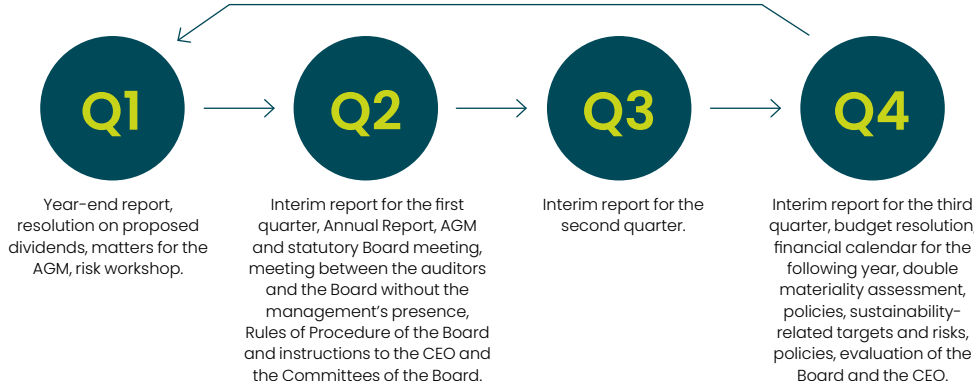 Q1
Year-end report,
resolution on proposed
dividends, matters for the
AGM, risk workshop.
Q2
Interim report for the first
quarter, Annual Report, AGM
and statutory Board meeting,
meeting between the auditors
and the Board without the
management’s presence,
Rules of Procedure of the Board
and instructions to the CEO and
the Committees of the Board.
Q3
Interim report for the
second quarter.
Q4
Interim report for the third
quarter, budget resolution,
financial calendar for the
following year, double
materiality assessment,
policies, sustainability-
related targets and risks,
policies, evaluation of the
Board and the CEO.